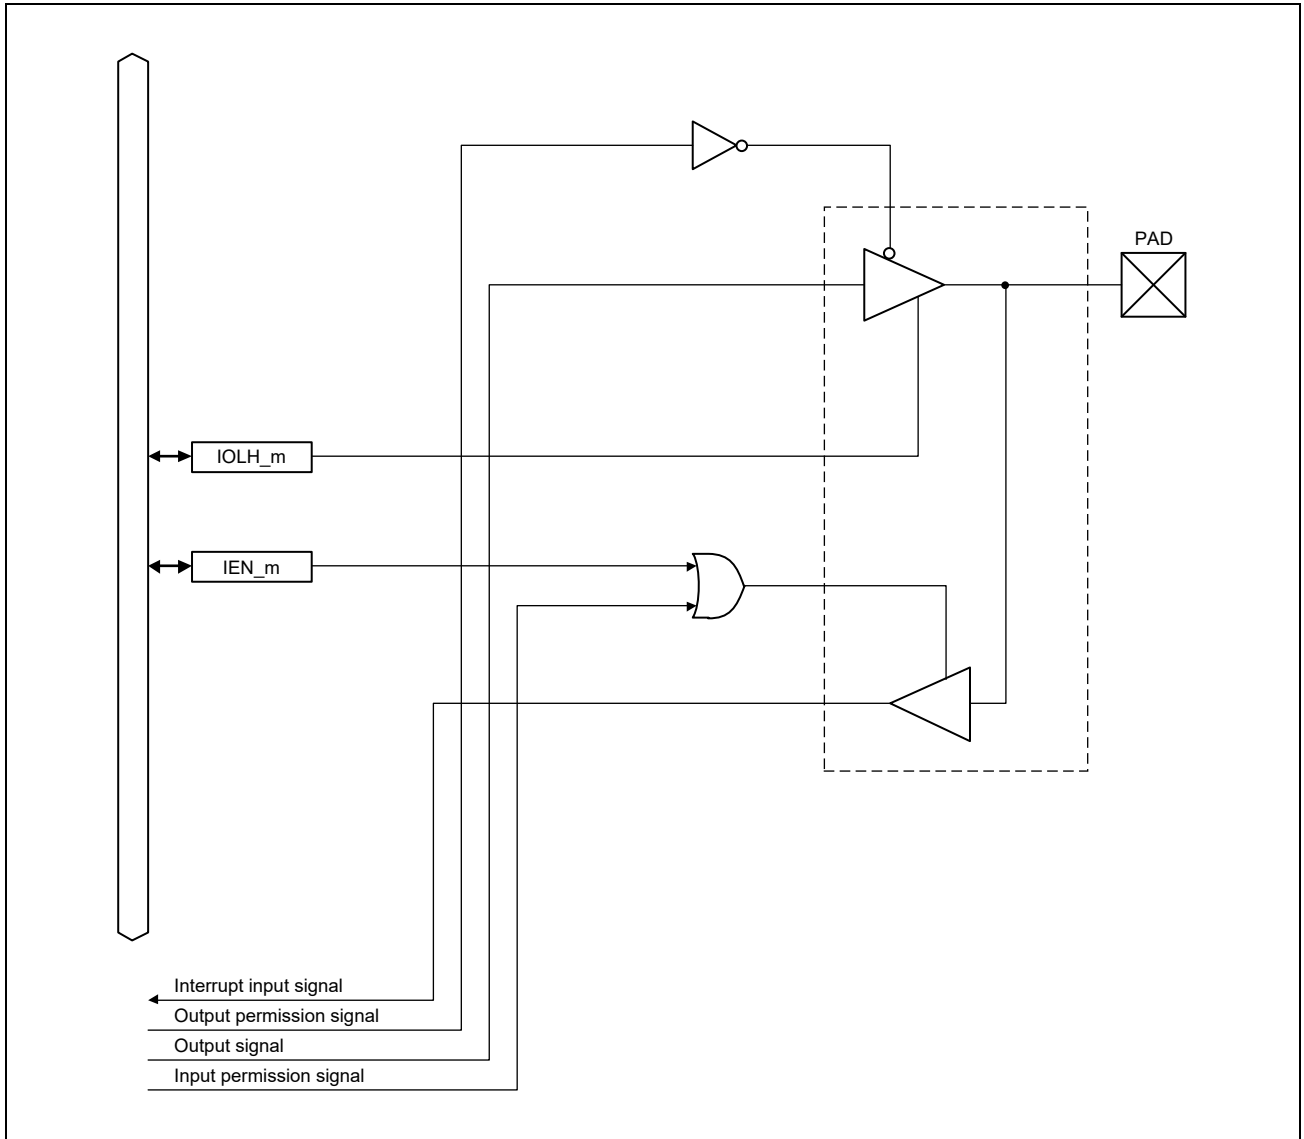 PAD
IOLH_m
IEN_m
Interrupt input signal
Output permission signal
Output signal
Input permission signal